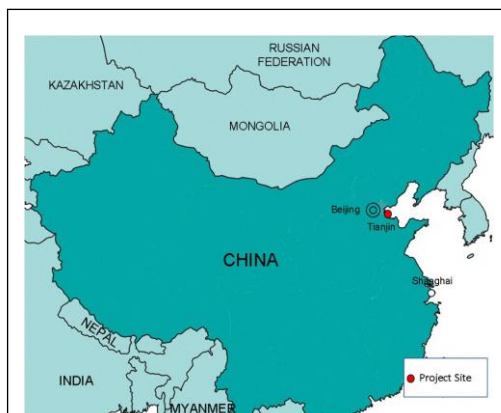 RUSSIAN
FEDERATION
KAZAKHSTAN
MONGOLIA
Beijing
Tianjin
CHINA
Shanghai
NEPAL
INDIA
MYANMER
Project Site